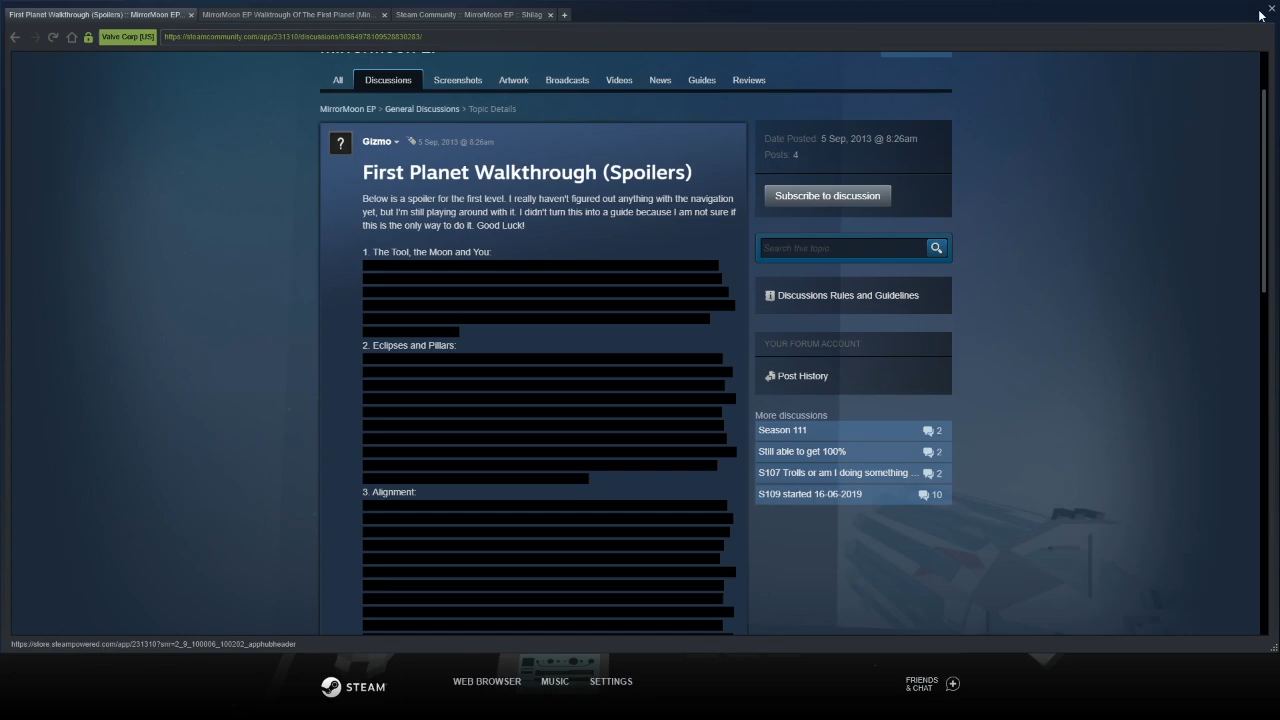 First Planet Walkthrough (Spoilers) :: MirrorMoon EP...
MirrorMoon EP Walktrough Of The First Planet (Min...
Steam Community :: MirrorMoon EP :: Shilag
Valve Corp [US]
https://steamcommunity.com/app/231310/discussions/0/864978109528830283/
All
Discussions
Screenshots
Artwork
Broadcasts
Videos
News
Guides
Reviews
MirrorMoon EP > General Discussions > Topic Details
?
Gizmo
5 Sep, 2013 @ 8:26am
First Planet Walkthrough (Spoilers)
Below is a spoiler for the first level. I really haven't figured out anything with the navigation
yet, but I'm still playing around with it. I didn't turn this into a guide because I am not sure if
this is the only way to do it. Good Luck!
1. The Tool, the Moon and You:
2. Eclipses and Pillars:
3. Alignment:
Date Posted: 5 Sep, 2013 @ 8:26am
Posts: 4
Subscribe to discussion
Search this topic
Discussions Rules and Guidelines
YOUR FORUM ACCOUNT
Post History
More discussions
Season 111 2
Still able to get 100% 2
S107 Trolls or am I doing something ... 2
S109 started 16-06-2019 10
https://store.steampowered.com/app/231310?snr=2_9_100006_100202_apphubheader
STEAM
WEB BROWSER
MUSIC
SETTINGS
FRIENDS
& CHAT